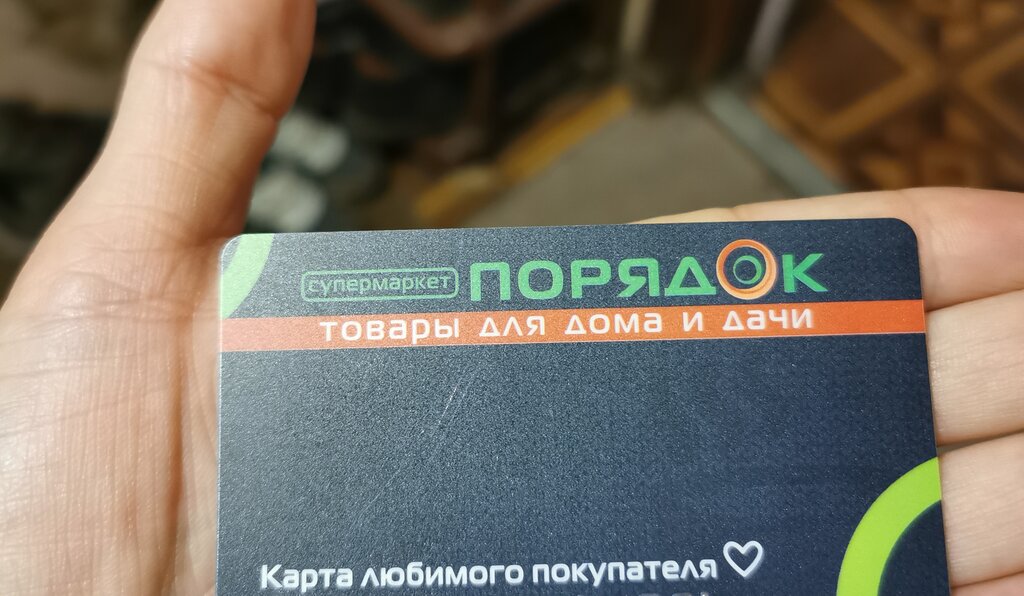 супермаркет ПОРЯДОК
товары для дома и дачи
Карта любимого покупателя